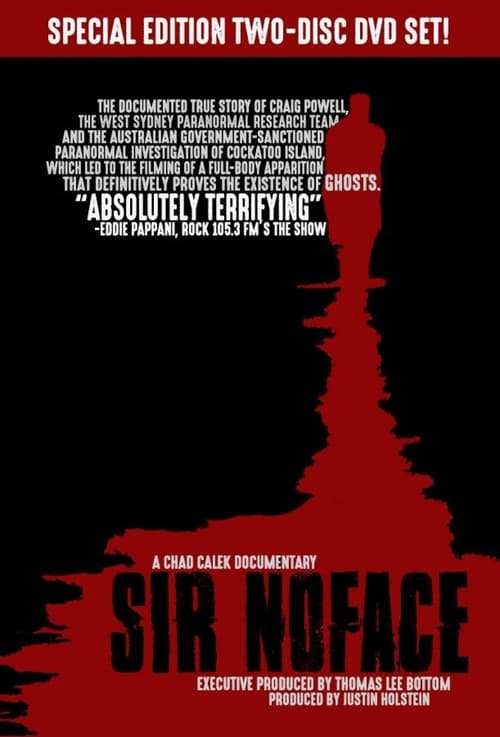 SPECIAL EDITION TWO-DISC DVD SET!
THE DOCUMENTED TRUE STORY OF CRAIG POWELL,
THE WEST SYDNEY PARANORMAL RESEARCH TEAM
AND THE AUSTRALIAN GOVERNMENT-SANCTIONED
PARANORMAL INVESTIGATION OF COCKATOO ISLAND,
WHICH LED TO THE FILMING OF A FULL-BODY APPARITION
THAT DEFINITIVELY PROVES THE EXISTENCE OF GHOSTS.
"ABSOLUTELY TERRIFYING"
-EDDIE PAPPANI, ROCK 105.3 FM'S THE SHOW
A CHAD CALEK DOCUMENTARY
SIR NOFACE
EXECUTIVE PRODUCED BY THOMAS LEE BOTTOM
PRODUCED BY JUSTIN HOLSTEIN